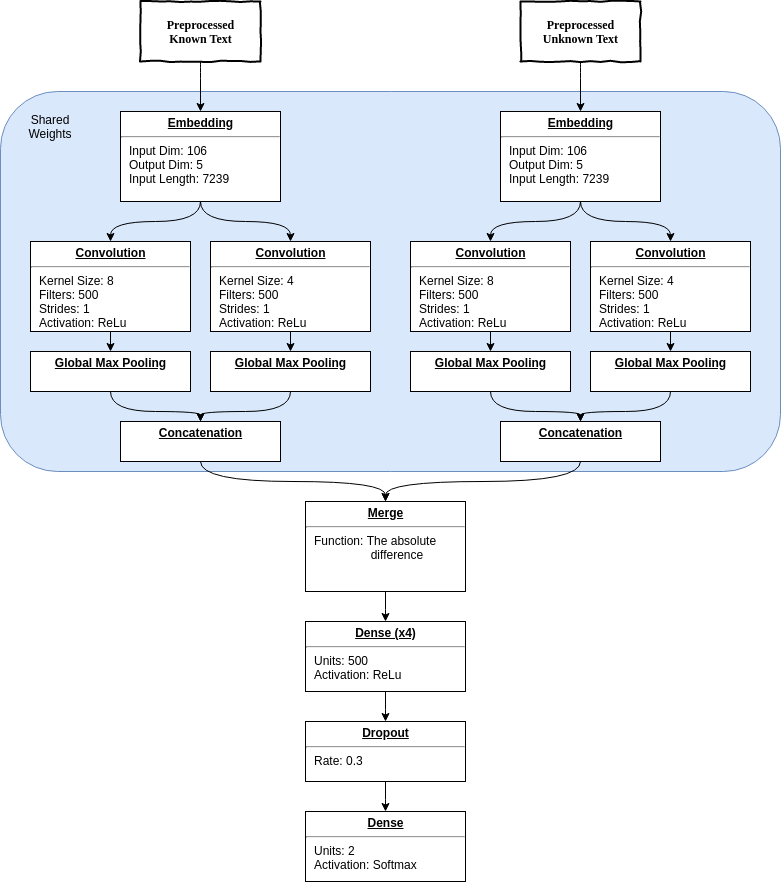 Preprocessed
Known Text
Preprocessed
Unknown Text
Shared
Weights
Embedding
Input Dim: 106
Output Dim: 5
Input Length: 7239
Embedding
Input Dim: 106
Output Dim: 5
Input Length: 7239
Convolution
Kernel Size: 8
Filters: 500
Strides: 1
Activation: ReLu
Convolution
Kernel Size: 4
Filters: 500
Strides: 1
Activation: ReLu
Convolution
Kernel Size: 8
Filters: 500
Strides: 1
Activation: ReLu
Convolution
Kernel Size: 4
Filters: 500
Strides: 1
Activation: ReLu
Global Max Pooling
Global Max Pooling
Global Max Pooling
Global Max Pooling
Concatenation
Concatenation
Merge
Function: The absolute
difference
Dense (x4)
Units: 500
Activation: ReLu
Dropout
Rate: 0.3
Dense
Units: 2
Activation: Softmax